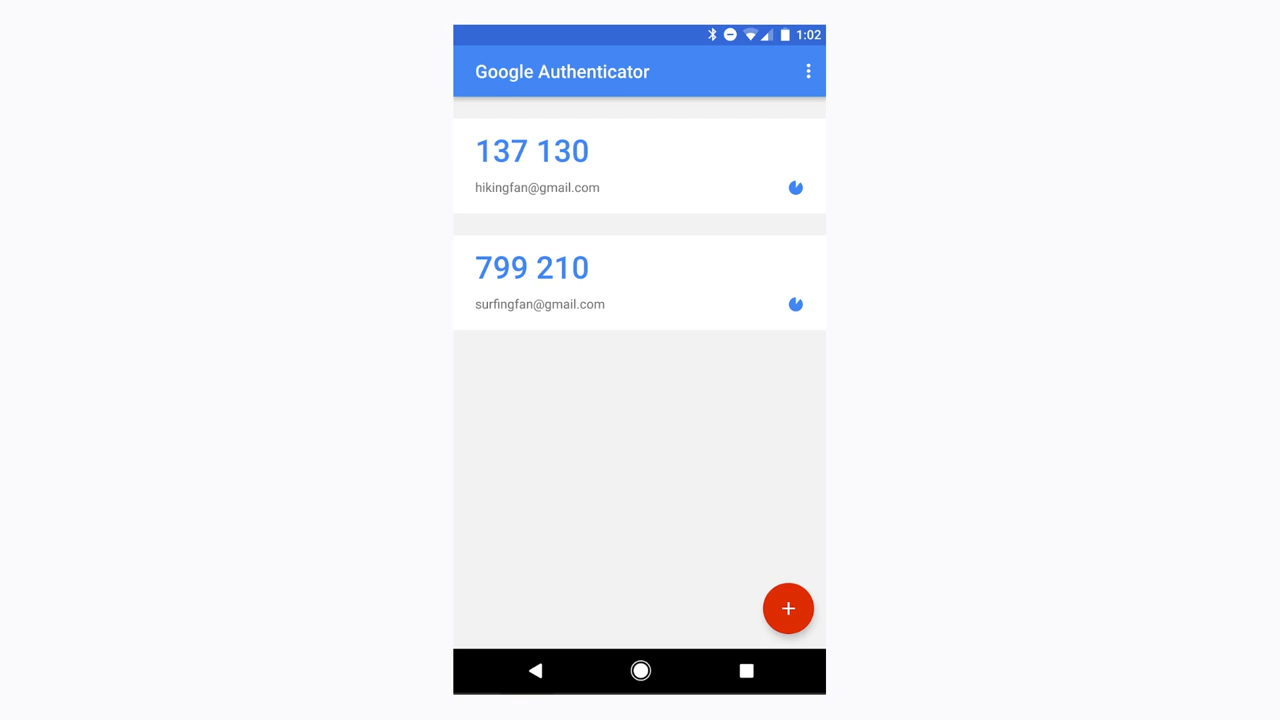 1:02
Google Authenticator
137 130
hikingfan@gmail.com
799 210
surfingfan@gmail.com
+